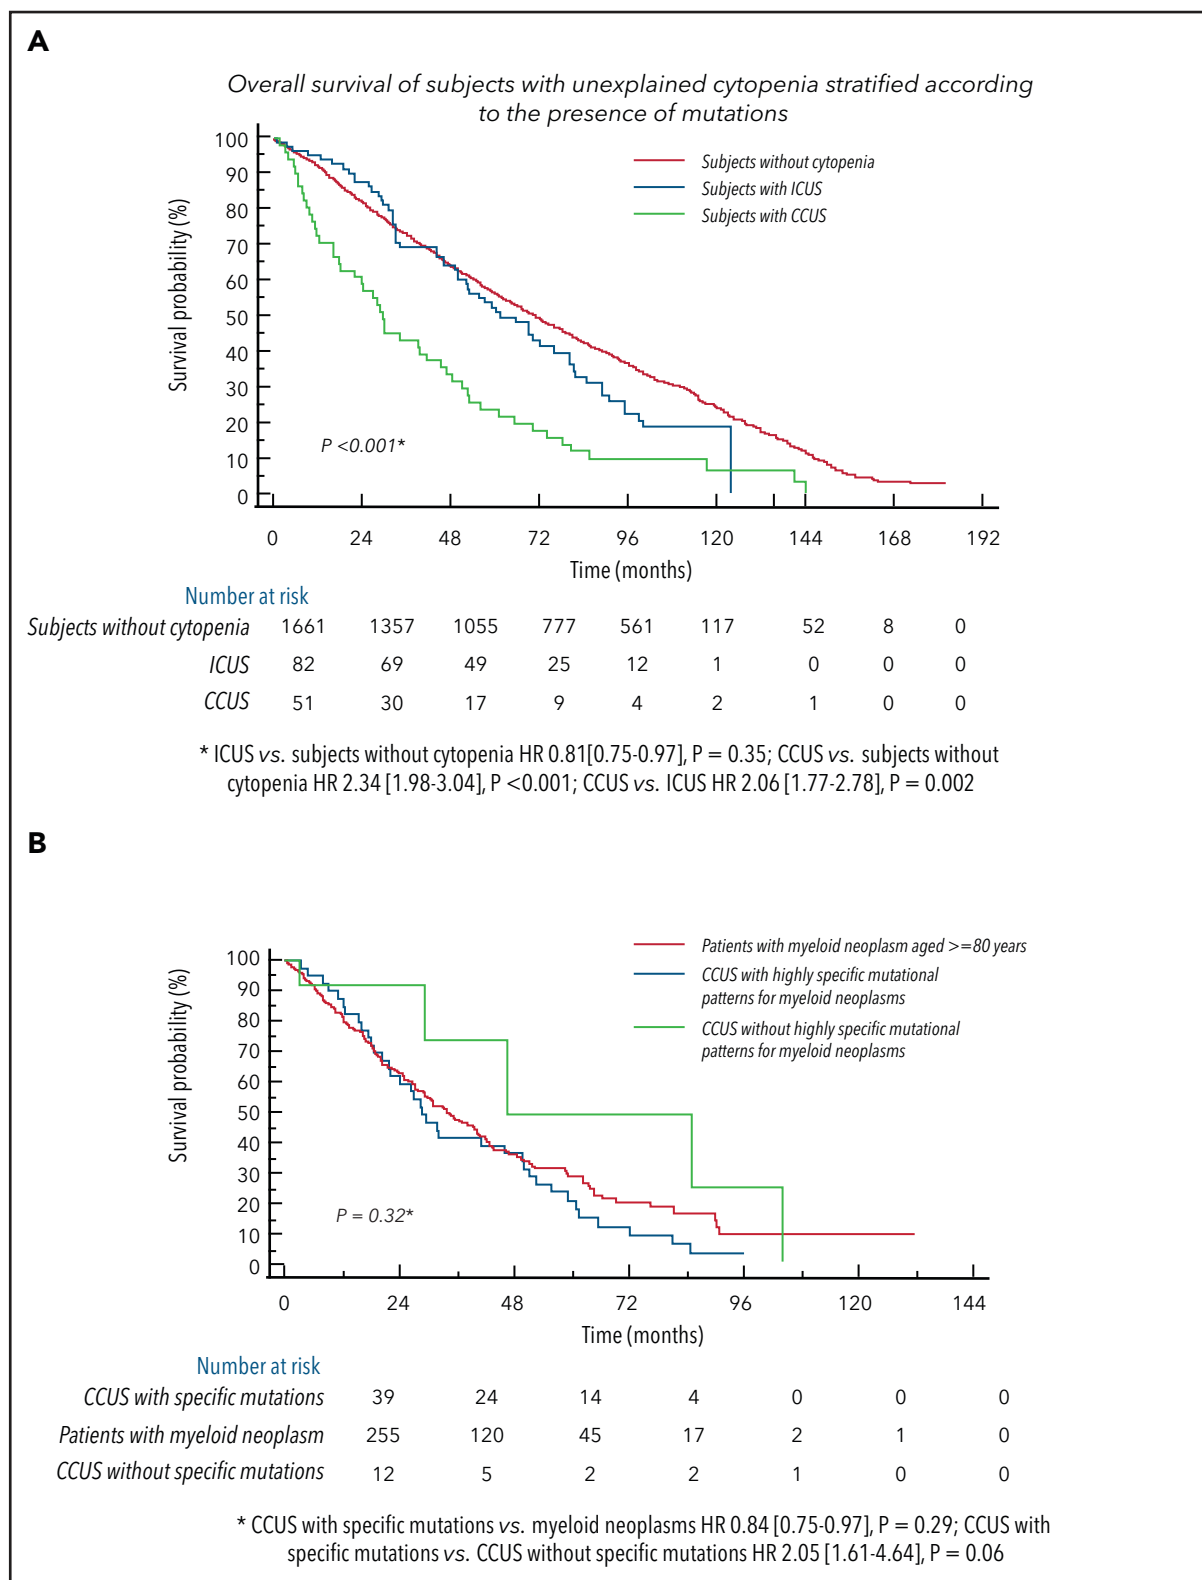 A
Overall survival of subjects with unexplained cytopenia stratified according
to the presence of mutations
Survival probability (%)
100
90
80
70
60
50
40
30
20
10
0
Subjects without cytopenia
Subjects with ICUS
Subjects with CCUS
P <0.001*
0 24 48 72 96 120 144 168 192
Time (months)
Number at risk
Subjects without cytopenia 1661 1357 1055 777 561 117 52 8 0
ICUS 82 69 49 25 12 1 0 0 0
CCUS 51 30 17 9 4 2 1 0 0
* ICUS vs. subjects without cytopenia HR 0.81[0.75-0.97], P = 0.35; CCUS vs. subjects without
cytopenia HR 2.34 [1.98-3.04], P <0.001; CCUS vs. ICUS HR 2.06 [1.77-2.78], P = 0.002
B
Survival probability (%)
100
90
80
70
60
50
40
30
20
10
0
Patients with myeloid neoplasm aged >=80 years
CCUS with highly specific mutational
patterns for myeloid neoplasms
CCUS without highly specific mutational
patterns for myeloid neoplasms
P = 0.32*
0 24 48 72 96 120 144
Time (months)
Number at risk
CCUS with specific mutations 39 24 14 4 0 0 0
Patients with myeloid neoplasm 255 120 45 17 2 1 0
CCUS without specific mutations 12 5 2 2 1 0 0
* CCUS with specific mutations vs. myeloid neoplasms HR 0.84 [0.75-0.97], P = 0.29; CCUS with
specific mutations vs. CCUS without specific mutations HR 2.05 [1.61-4.64], P = 0.06